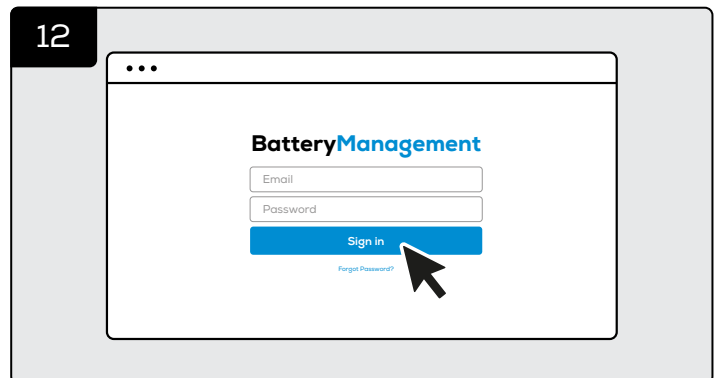 12
BatteryManagement
Email
Password
Sign in
Forgot Password?